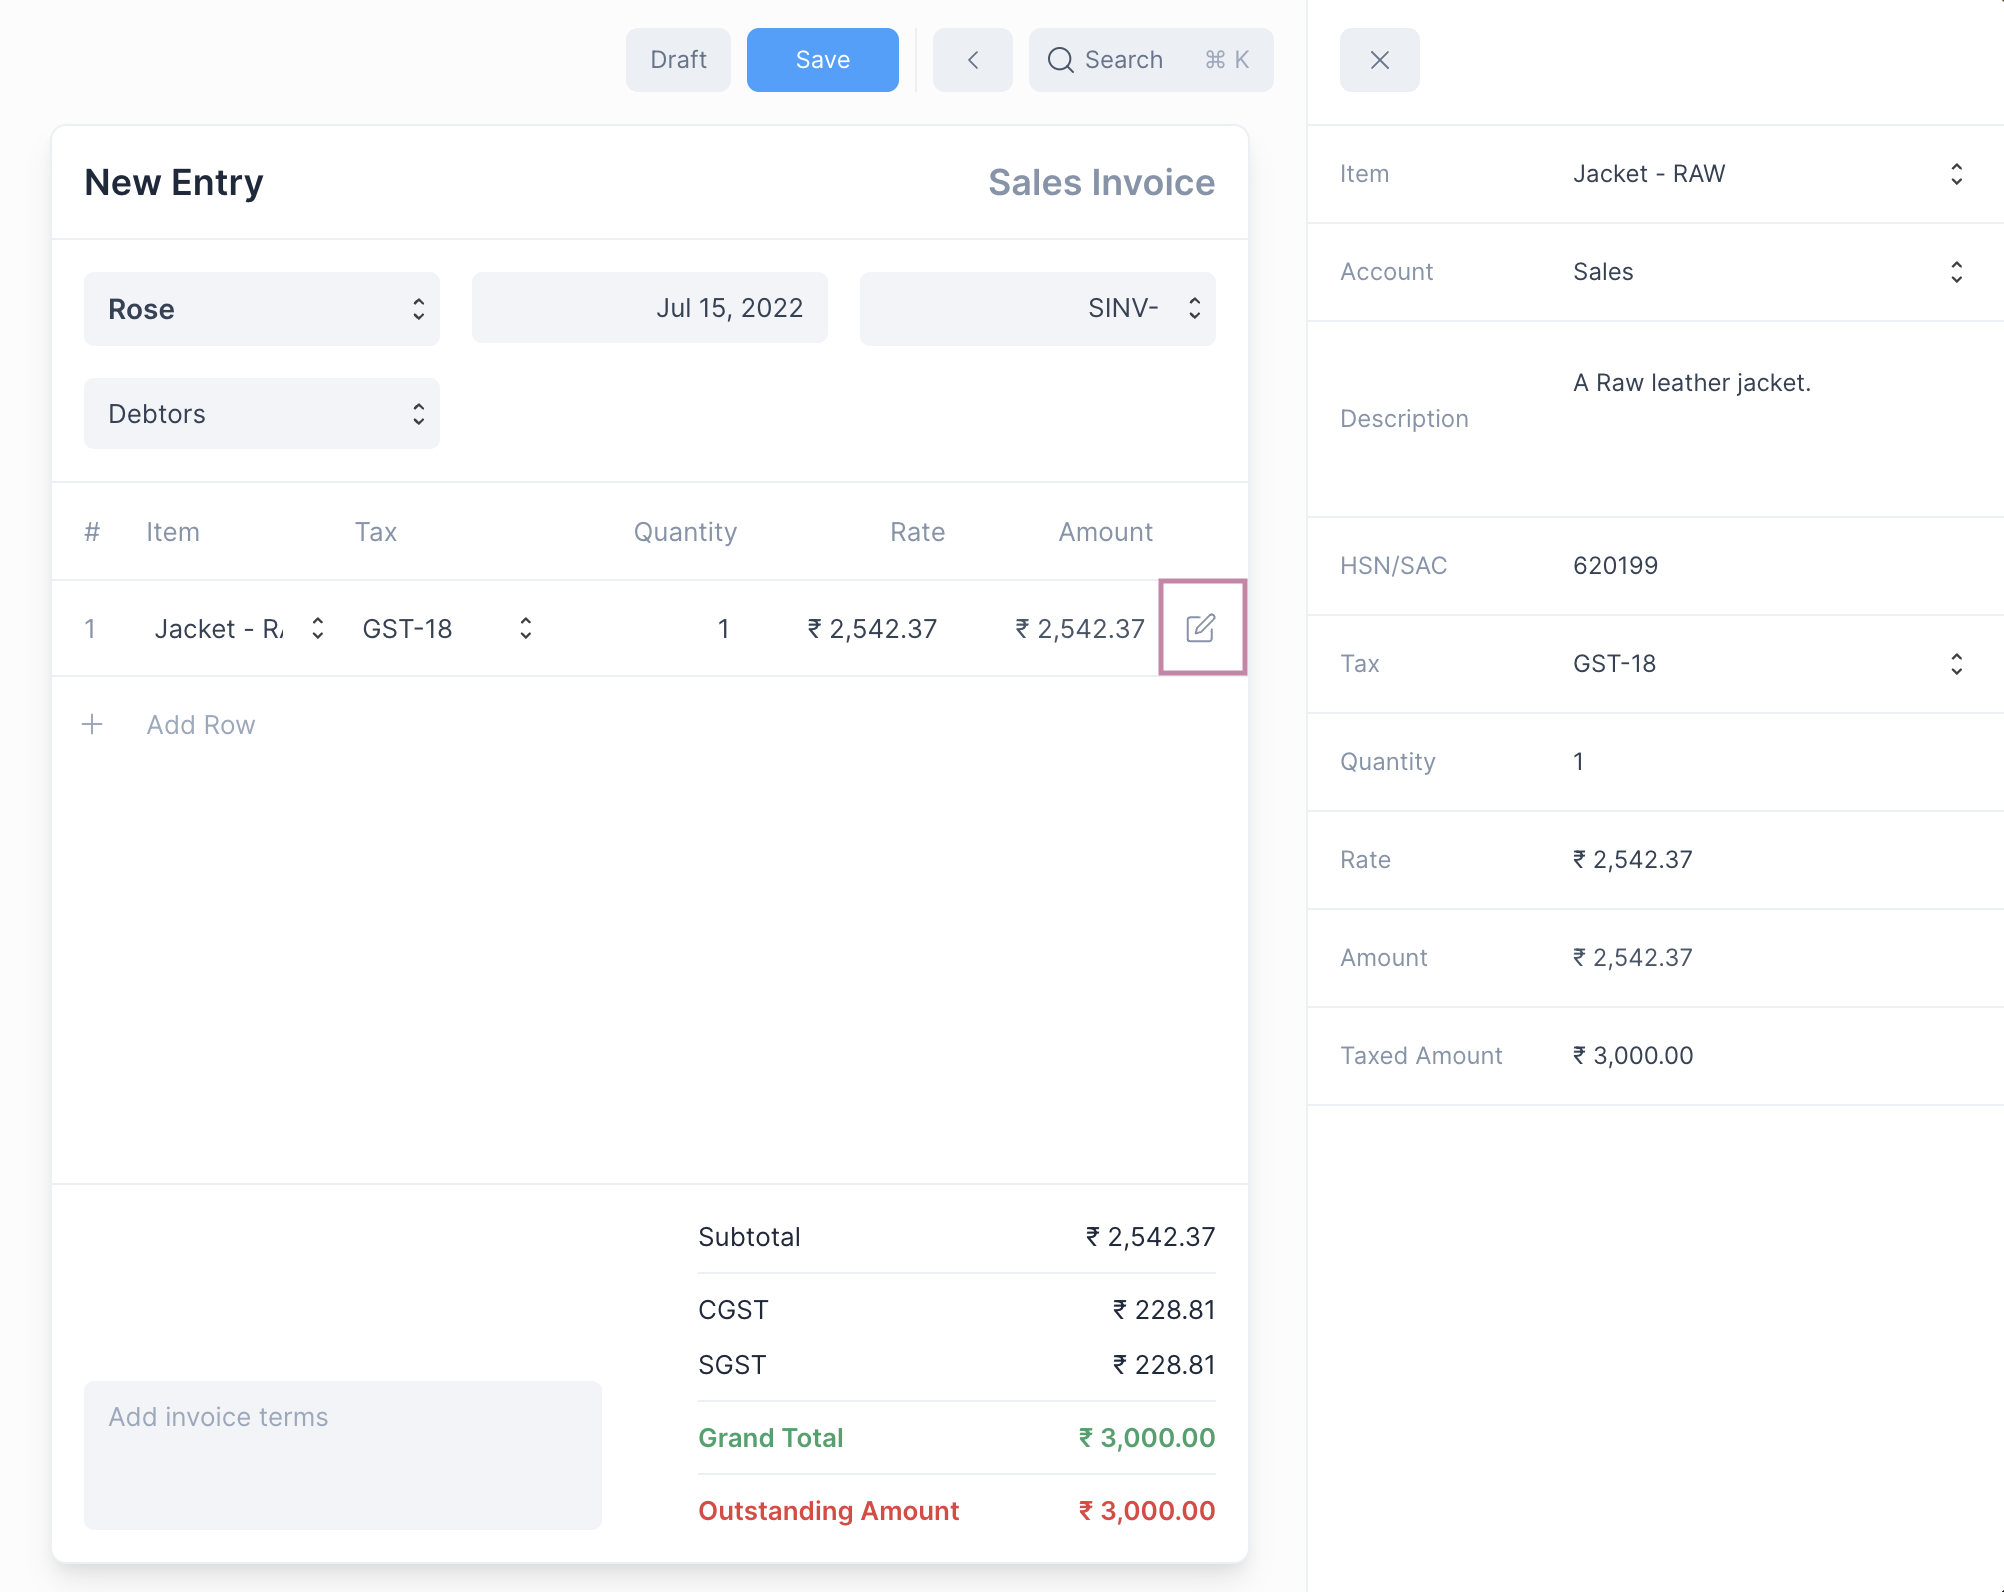 Draft
Save
Search ⌘ K
New Entry
Sales Invoice
Rose
Jul 15, 2022
SINV-
Debtors
# Item Tax Quantity Rate Amount
1 Jacket - RA GST-18 1 ₹ 2,542.37 ₹ 2,542.37
Add Row
Subtotal ₹ 2,542.37
CGST ₹ 228.81
SGST ₹ 228.81
Add invoice terms
Grand Total ₹ 3,000.00
Outstanding Amount ₹ 3,000.00
Item Jacket - RAW
Account Sales
Description A Raw leather jacket.
HSN/SAC 620199
Tax GST-18
Quantity 1
Rate ₹ 2,542.37
Amount ₹ 2,542.37
Taxed Amount ₹ 3,000.00